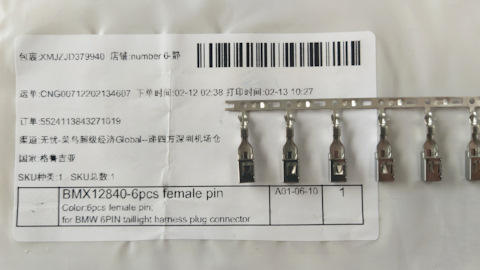 包裹:XMJZJD379940 店铺:number 6-静
运单:CNG00712202134607 下单时间:02-12 02:38 打印时间:02-13 10:27
订单:5524113843271019
渠道:无忧-菜鸟超级经济Global--递四方深圳机场仓
国家:格鲁吉亚
SKU种类:1 SKU总数:1
BMX12840-6pcs female pin A01-06-10 1
Color:6pcs female pin;
for BMW 6PIN taillight harness plug connector